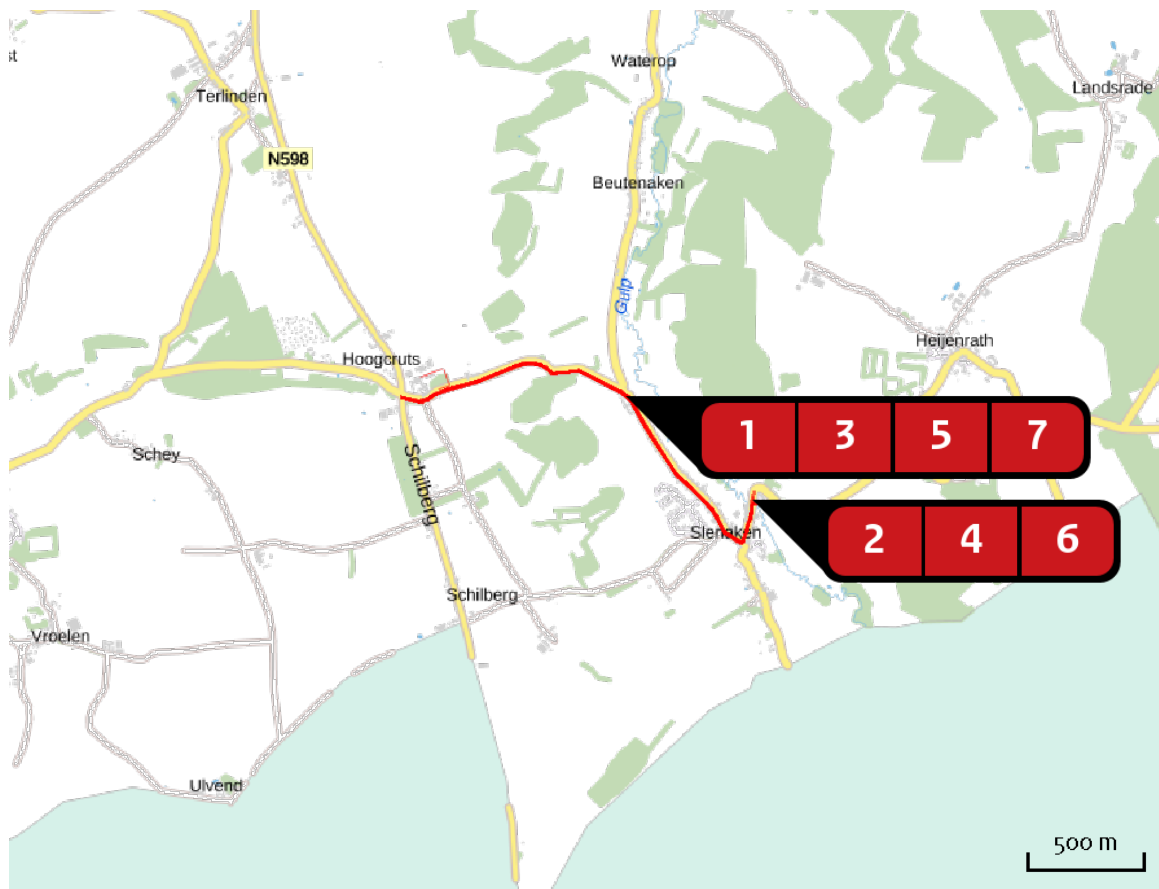 st
Waterop
Landsrade
Terlinden
N598
Beutenaken
Gulp
Heijenrath
Hoogcruts
1 3 5 7
Schey
Schilberg
2 4 6
Slenaken
Schilberg
Vroelen
Ulvend
500 m